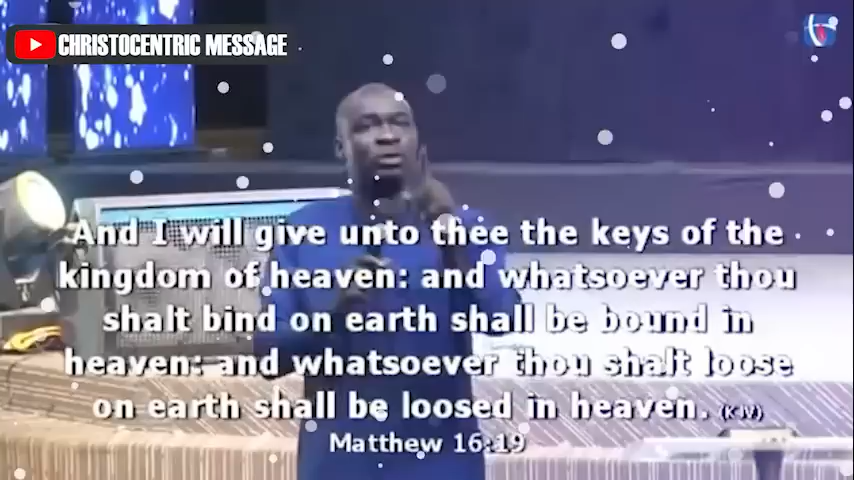 CHRISTOCENTRIC MESSAGE
And I will give unto thee the keys of the
kingdom of heaven: and whatsoever thou
shalt bind on earth shall be bound in
heaven: and whatsoever thou shalt loose
on earth shall be loosed in heaven. (KJV)
Matthew 16:19